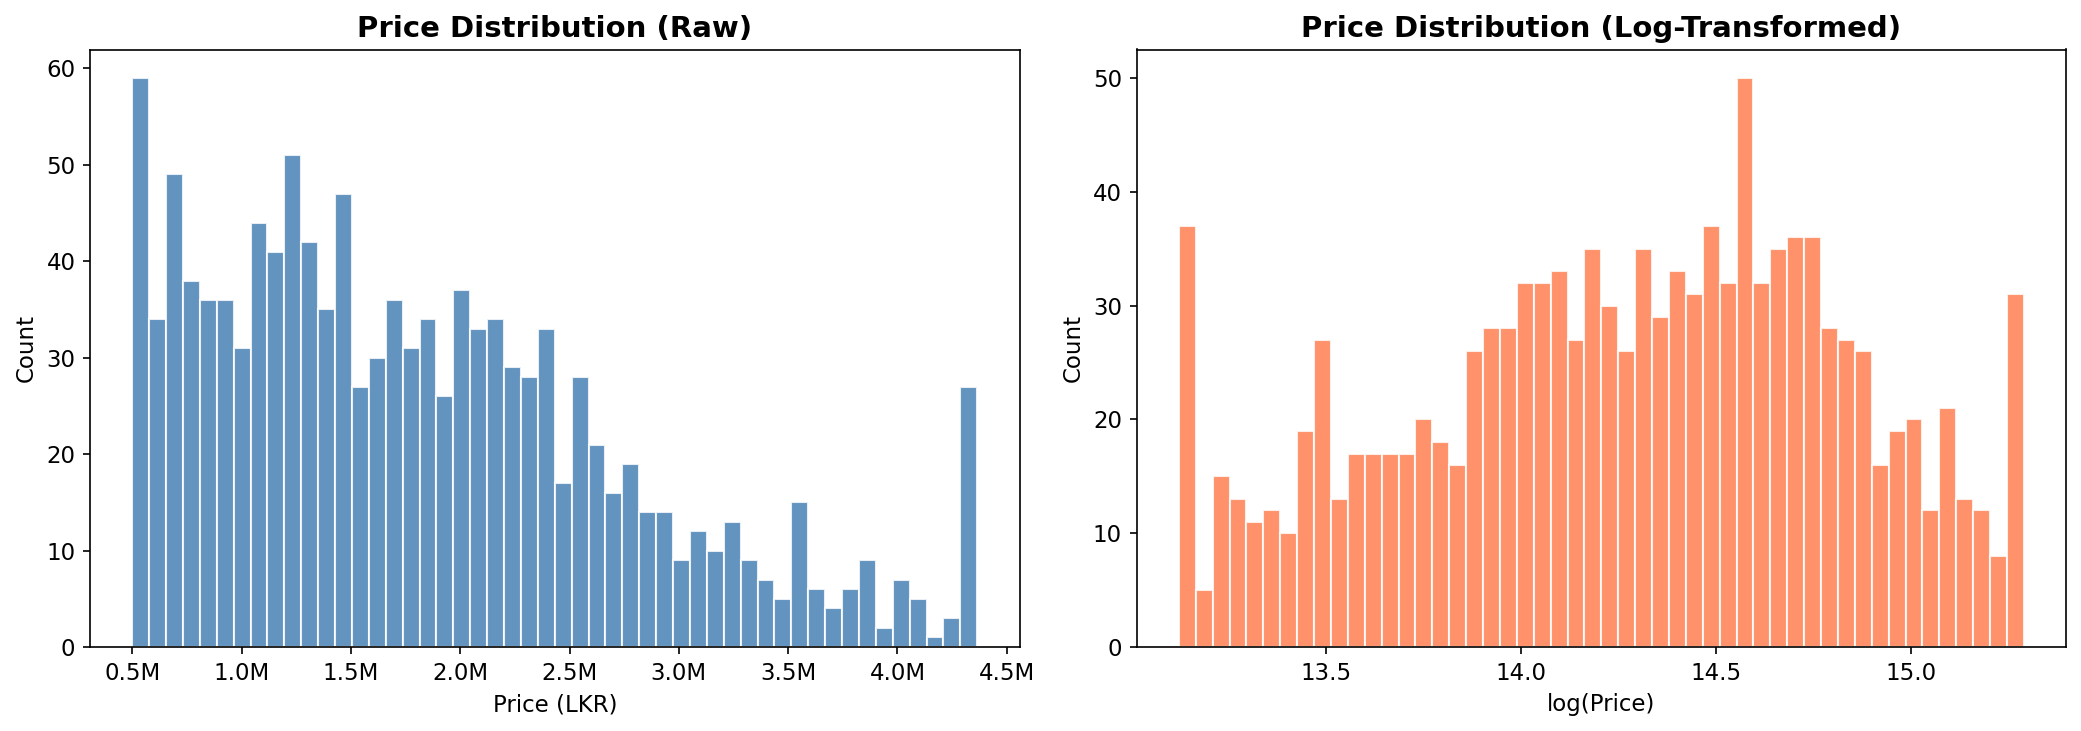 Price Distribution (Raw)
60
50
40
30
20
10
0
Count
0.5M 1.0M 1.5M 2.0M 2.5M 3.0M 3.5M 4.0M 4.5M
Price (LKR)
Price Distribution (Log-Transformed)
50
40
30
20
10
0
Count
13.5 14.0 14.5 15.0
log(Price)